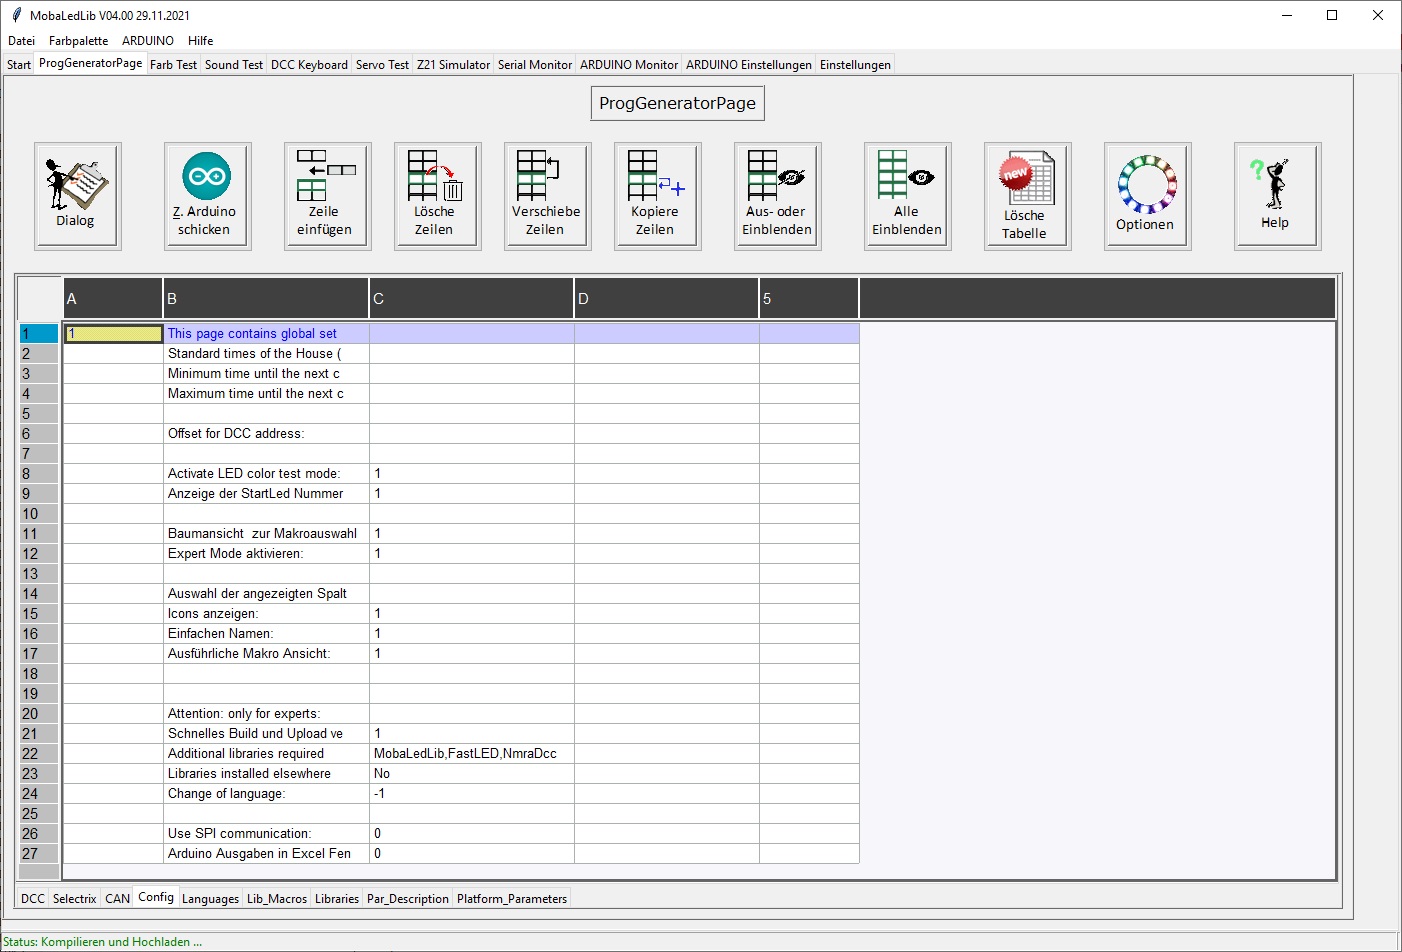 MobaLedLib V04.00 29.11.2021
Datei Farbpalette ARDUINO Hilfe
Start ProgGeneratorPage Farb Test Sound Test DCC Keyboard Servo Test Z21 Simulator Serial Monitor ARDUINO Monitor ARDUINO Einstellungen Einstellungen
ProgGeneratorPage
Dialog
Z. Arduino
schicken
Zeile
einfügen
Lösche
Zeilen
Verschiebe
Zeilen
Kopiere
Zeilen
Aus- oder
Einblenden
Alle
Einblenden
new
Lösche
Tabelle
Optionen
?
Help
A B C D 5
1 1 This page contains global set
2 Standard times of the House (
3 Minimum time until the next c
4 Maximum time until the next c
5
6 Offset for DCC address:
7
8 Activate LED color test mode: 1
9 Anzeige der StartLed Nummer 1
10
11 Baumansicht  zur Makroauswahl 1
12 Expert Mode aktivieren: 1
13
14 Auswahl der angezeigten Spalt
15 Icons anzeigen: 1
16 Einfachen Namen: 1
17 Ausführliche Makro Ansicht: 1
18
19
20 Attention: only for experts:
21 Schnelles Build und Upload ve 1
22 Additional libraries required MobaLedLib,FastLED,NmraDcc
23 Libraries installed elsewhere No
24 Change of language: -1
25
26 Use SPI communication: 0
27 Arduino Ausgaben in Excel Fen 0
DCC Selectrix CAN Config Languages Lib_Macros Libraries Par_Description Platform_Parameters
Status: Kompilieren und Hochladen ...